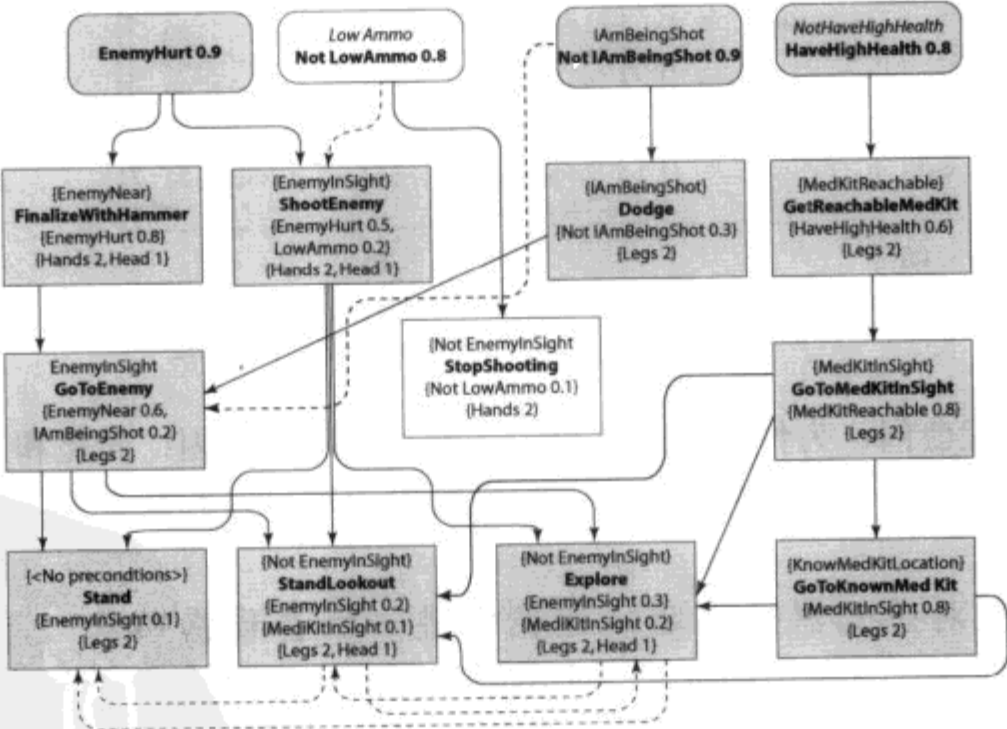 EnemyHurt 0.9
Low Ammo
Not LowAmmo 0.8
IAmBeingShot
Not IAmBeingShot 0.9
NotHaveHighHealth
HaveHighHealth 0.8
{EnemyNear}
FinalizeWithHammer
{EnemyHurt 0.8}
{Hands 2, Head 1}
{EnemyInSight}
ShootEnemy
{EnemyHurt 0.5,
LowAmmo 0.2}
{Hands 2, Head 1}
{IAmBeingShot}
Dodge
{Not IAmBeingShot 0.3}
{Legs 2}
{MedKitReachable}
GetReachableMedKit
{HaveHighHealth 0.6}
{Legs 2}
EnemyInSight
GoToEnemy
{EnemyNear 0.6,
IAmBeingShot 0.2}
{Legs 2}
{Not EnemyInSight
StopShooting
{Not LowAmmo 0.1}
{Hands 2}
{MedKitInSight}
GoToMedKitInSight
{MedKitReachable 0.8}
{Legs 2}
{<No precondtions>}
Stand
{EnemyInSight 0.1}
{Legs 2}
{Not EnemyInSight}
StandLookout
{EnemyInSight 0.2}
{MediKitInSight 0.1}
{Legs 2, Head 1}
{Not EnemyInSight}
Explore
{EnemyInSight 0.3}
{MediKitInSight 0.2}
{Legs 2, Head 1}
{KnowMedKitLocation}
GoToKnownMed Kit
{MedKitInSight 0.8}
{Legs 2}